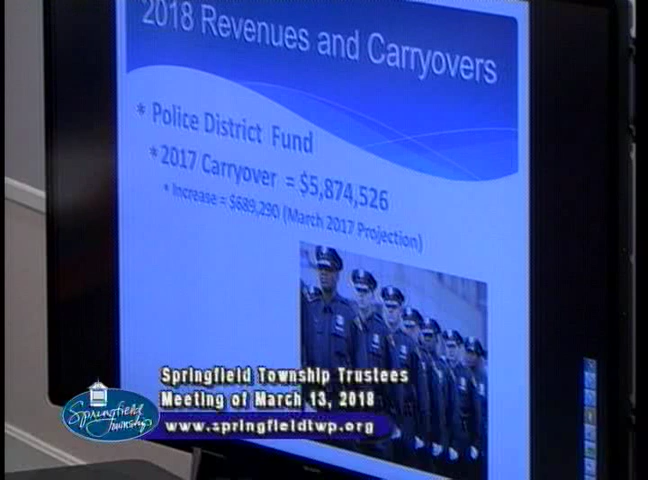 2018 Revenues and Carryovers
* Police District Fund
* 2017 Carryover = $5,874,526
* Increase = $689,290 (March 2017 Projection)
Springfield Township Trustees
Meeting of March 13, 2018
www.springfieldtwp.org
Springfield
Township